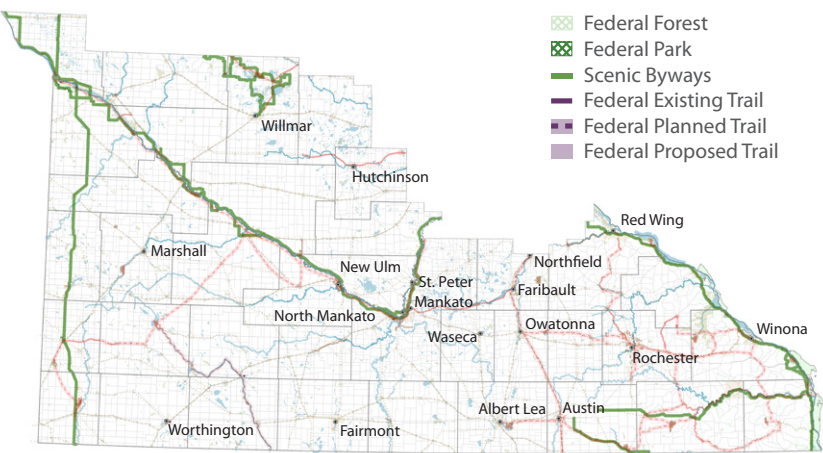 Federal Forest
Federal Park
Scenic Byways
Federal Existing Trail
Federal Planned Trail
Federal Proposed Trail
Willmar
Hutchinson
Red Wing
Marshall
Northfield
New Ulm
St. Peter
Faribault
Mankato
North Mankato
Owatonna
Winona
Waseca
Rochester
Albert Lea
Austin
Worthington
Fairmont